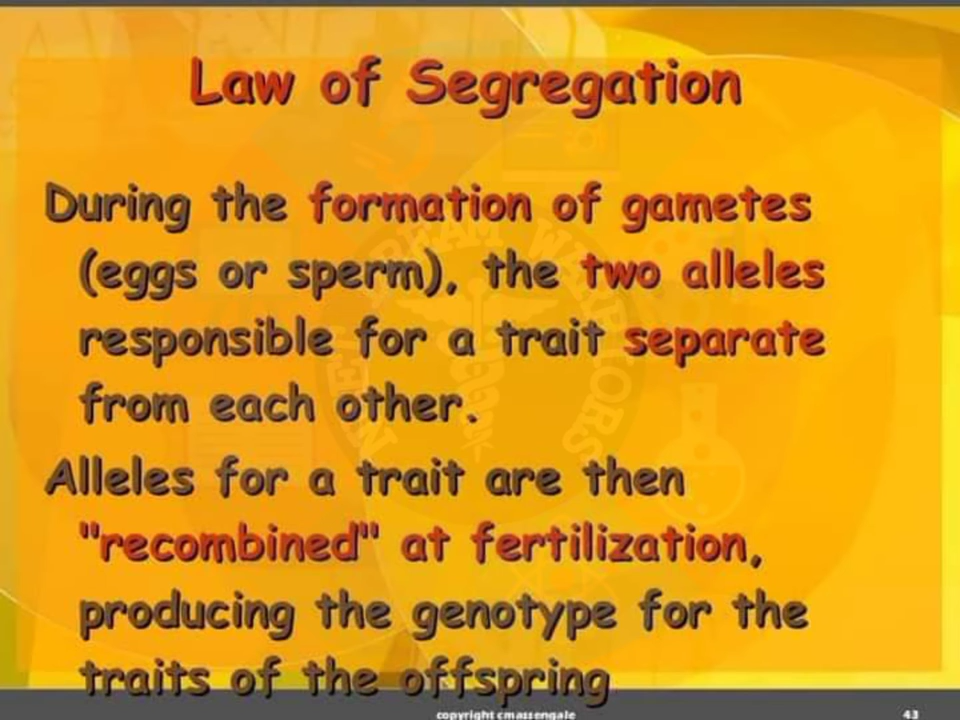 Law of Segregation
During the formation of gametes
(eggs or sperm), the two alleles
responsible for a trait separate
from each other.
Alleles for a trait are then
"recombined" at fertilization,
producing the genotype for the
traits of the offspring
copyright cmassengale
43